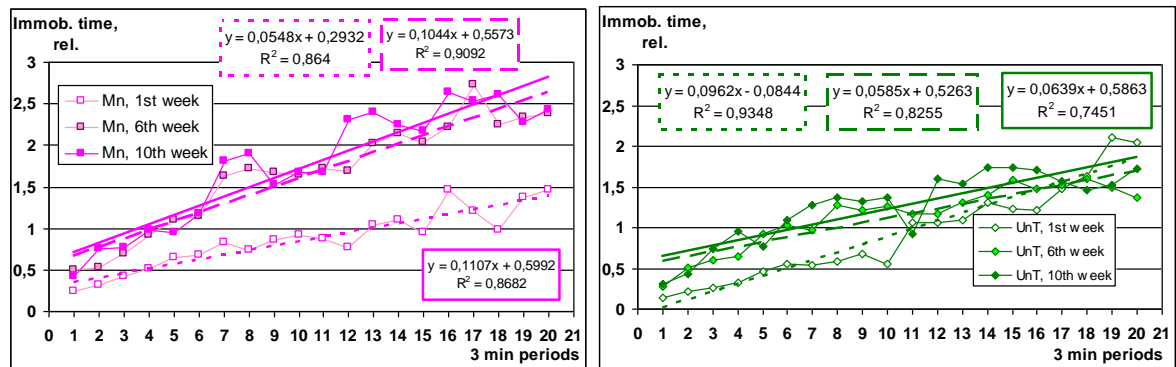 Immob. time,
rel.
y = 0,0548x + 0,2932
R² = 0,864
y = 0,1044x + 0,5573
R² = 0,9092
3
2,5
2
1,5
1
0,5
0
Mn, 1st week
Mn, 6th week
Mn, 10th week
y = 0,1107x + 0,5992
R² = 0,8682
0 1 2 3 4 5 6 7 8 9 10 11 12 13 14 15 16 17 18 19 20 21
3 min periods
Immob. time,
rel.
3
2,5
2
1,5
1
0,5
0
y = 0,0962x - 0,0844
R² = 0,9348
y = 0,0585x + 0,5263
R² = 0,8255
y = 0,0639x + 0,5863
R² = 0,7451
UnT, 1st week
UnT, 6th week
UnT, 10th week
0 1 2 3 4 5 6 7 8 9 10 11 12 13 14 15 16 17 18 19 20 21
3 min periods